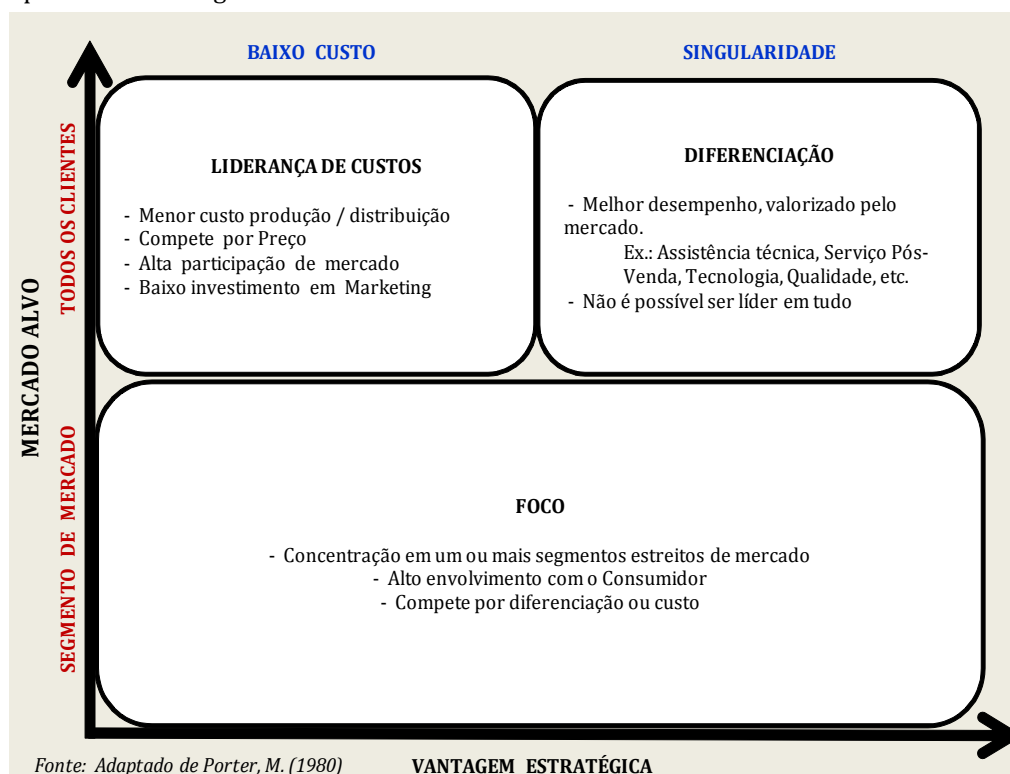 BAIXO CUSTO
SINGULARIDADE
MERCADO ALVO
TODOS OS CLIENTES
LIDERANÇA DE CUSTOS
- Menor custo produção / distribuição
- Compete por Preço
- Alta participação de mercado
- Baixo investimento em Marketing
DIFERENCIAÇÃO
- Melhor desempenho, valorizado pelo
mercado.
Ex.: Assistência técnica, Serviço Pós-
Venda, Tecnologia, Qualidade, etc.
- Não é possível ser líder em tudo
SEGMENTO DE MERCADO
FOCO
- Concentração em um ou mais segmentos estreitos de mercado
- Alto envolvimento com o Consumidor
- Compete por diferenciação ou custo
Fonte: Adaptado de Porter, M. (1980)
VANTAGEM ESTRATÉGICA